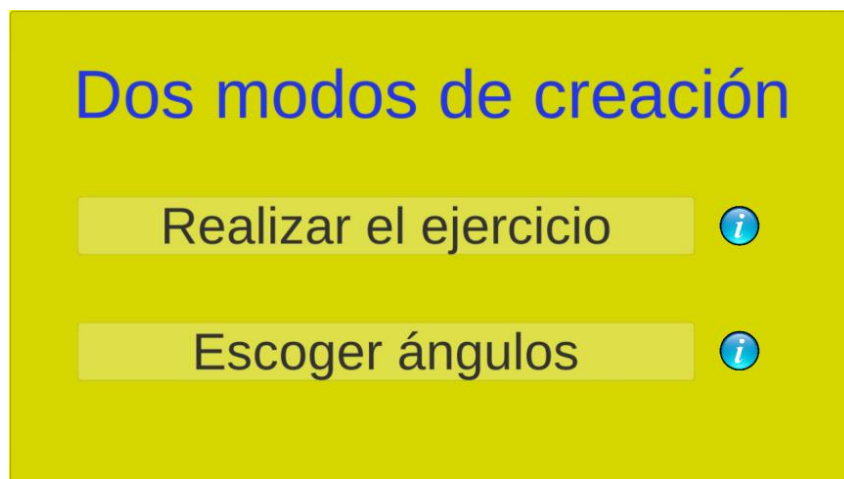 Dos modos de creación
Realizar el ejercicio
i
Escoger ángulos
i